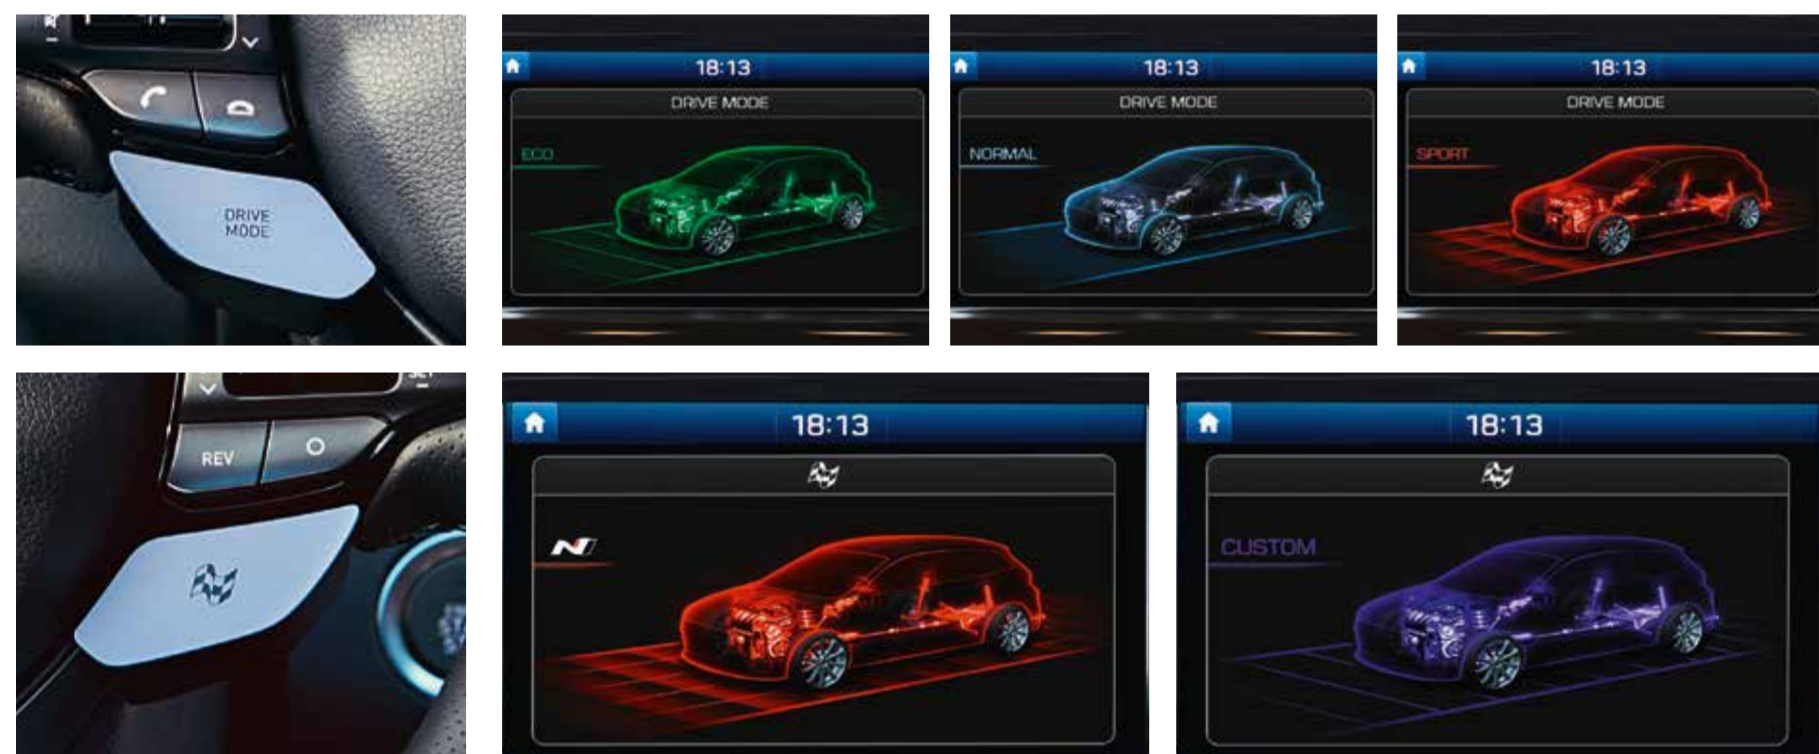 DRIVE
MODE
18:13
DRIVE MODE
ECO
18:13
DRIVE MODE
NORMAL
18:13
DRIVE MODE
SPORT
REV
18:13
N
18:13
CUSTOM